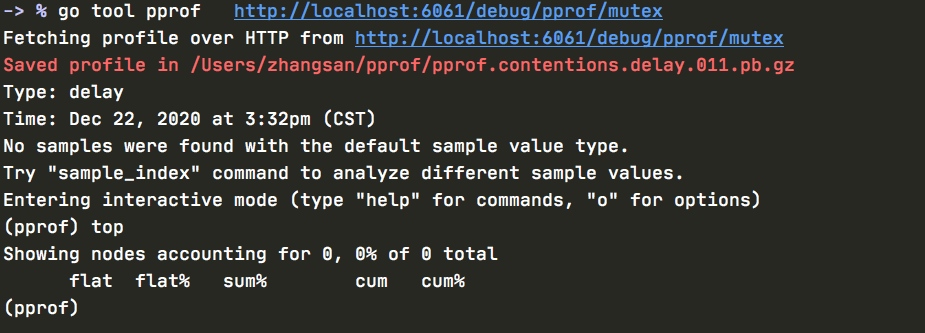 -> % go tool pprof   http://localhost:6061/debug/pprof/mutex
Fetching profile over HTTP from http://localhost:6061/debug/pprof/mutex
Saved profile in /Users/zhangsan/pprof/pprof.contentions.delay.011.pb.gz
Type: delay
Time: Dec 22, 2020 at 3:32pm (CST)
No samples were found with the default sample value type.
Try "sample_index" command to analyze different sample values.
Entering interactive mode (type "help" for commands, "o" for options)
(pprof) top
Showing nodes accounting for 0, 0% of 0 total
      flat  flat%   sum%        cum   cum%
(pprof)